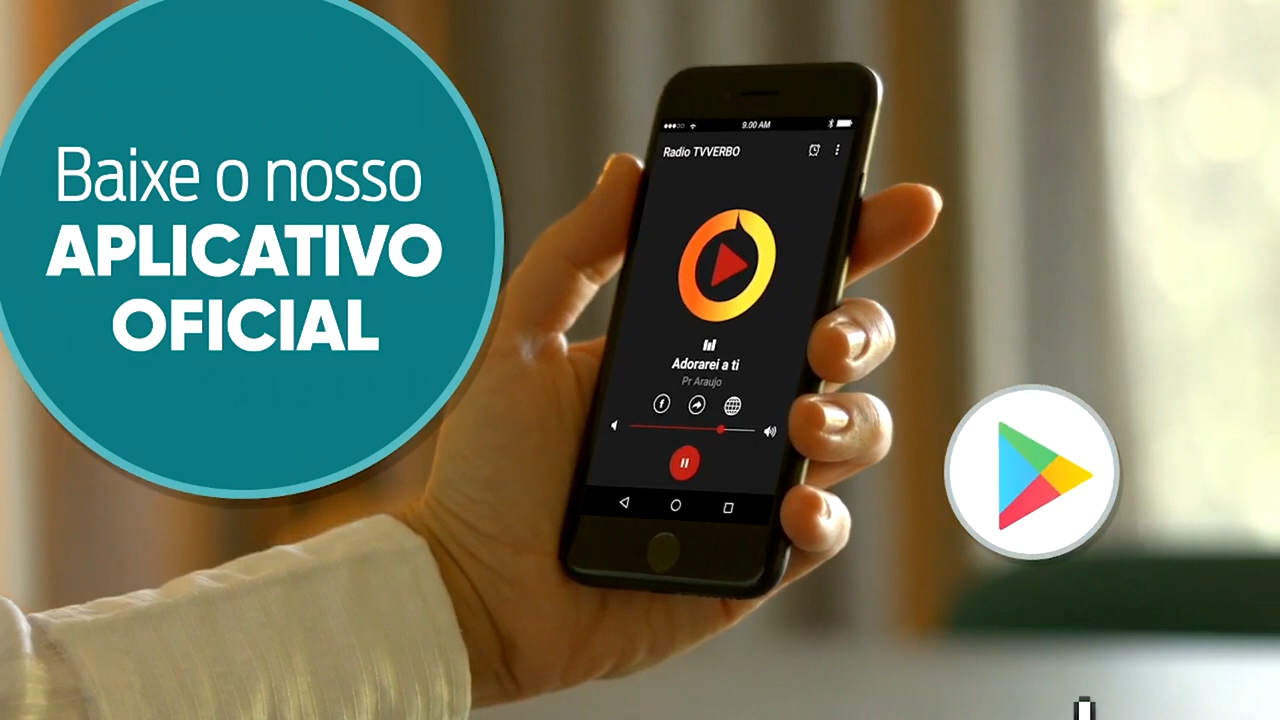 Baixe o nosso
APLICATIVO
OFICIAL
9.00 AM
Radio TVVERBO
Adorarei a ti
Pr Araujo